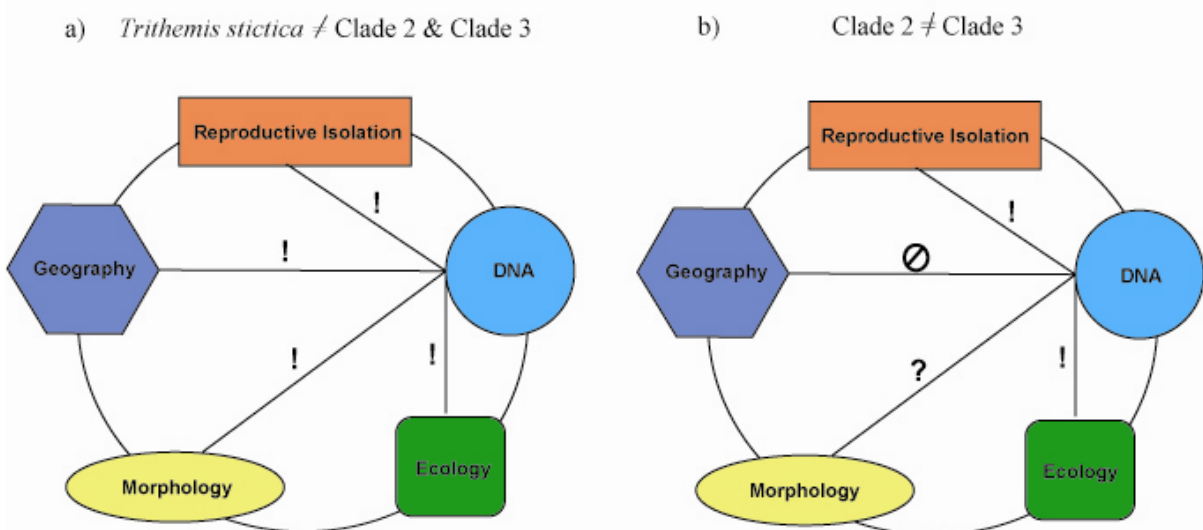 a) Trithemis stictica ≠ Clade 2 & Clade 3
Reproductive Isolation
!
Geography
!
DNA
!
!
Ecology
Morphology
b) Clade 2 ≠ Clade 3
Reproductive Isolation
!
Geography
⊘
DNA
?
!
Ecology
Morphology